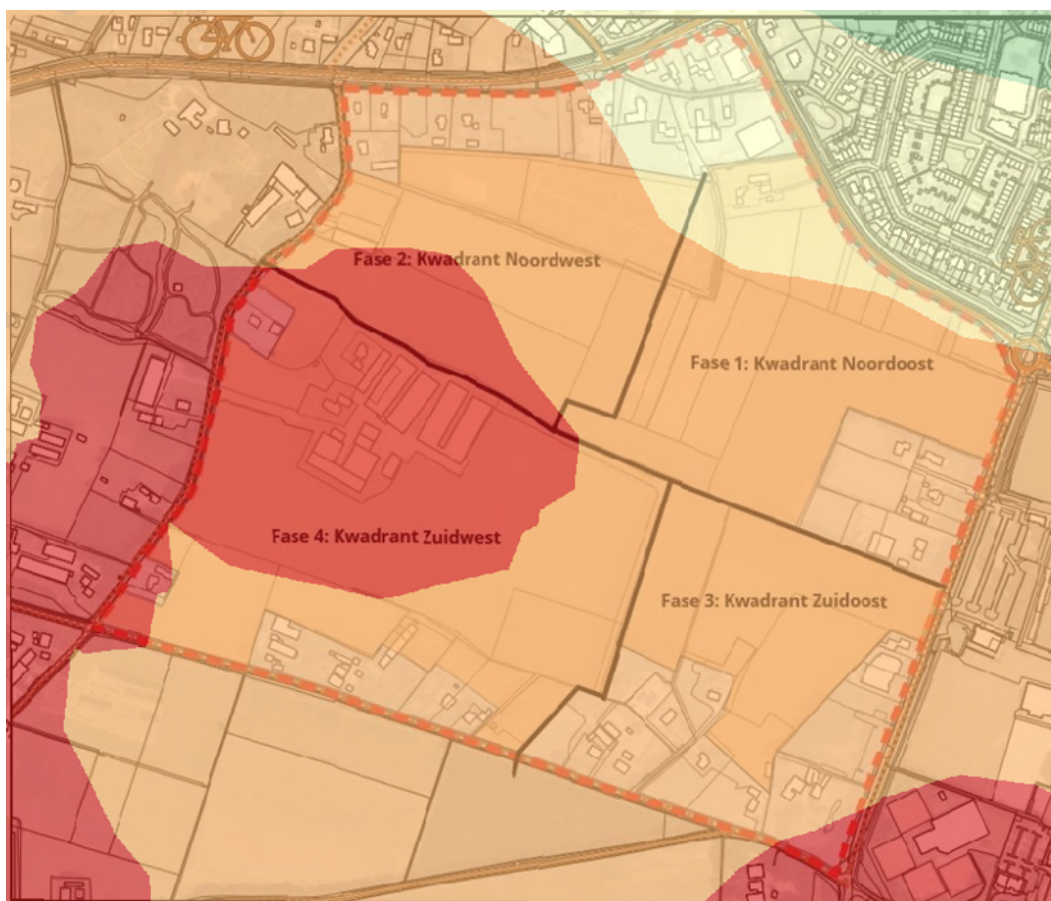 Fase 2: Kwadrant Noordwest
Fase 1: Kwadrant Noordoost
Fase 4: Kwadrant Zuidwest
Fase 3: Kwadrant Zuidoost